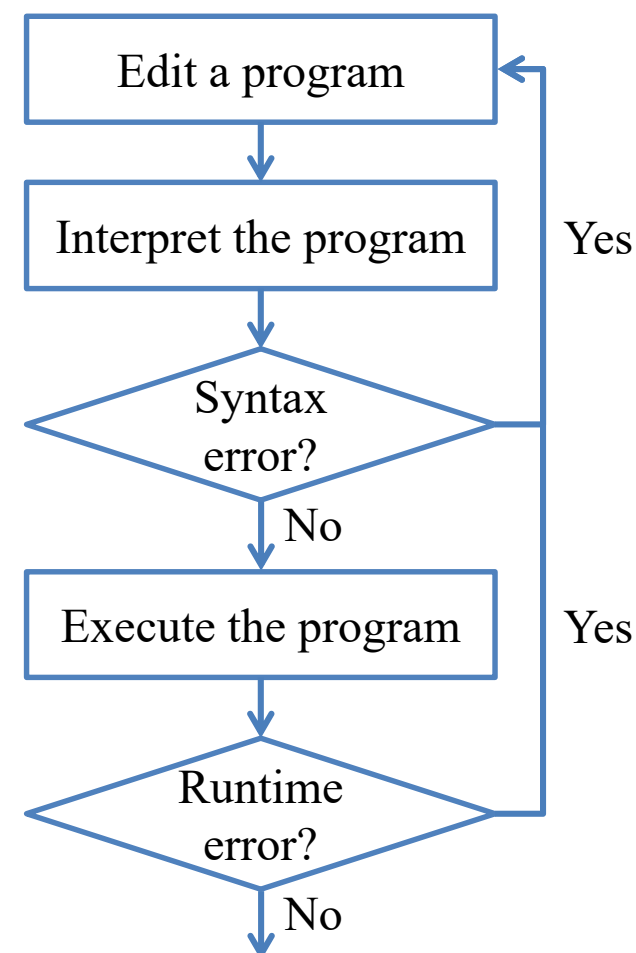 Edit a program
Interpret the program
Yes
Syntax
error?
No
Execute the program
Yes
Runtime
error?
No